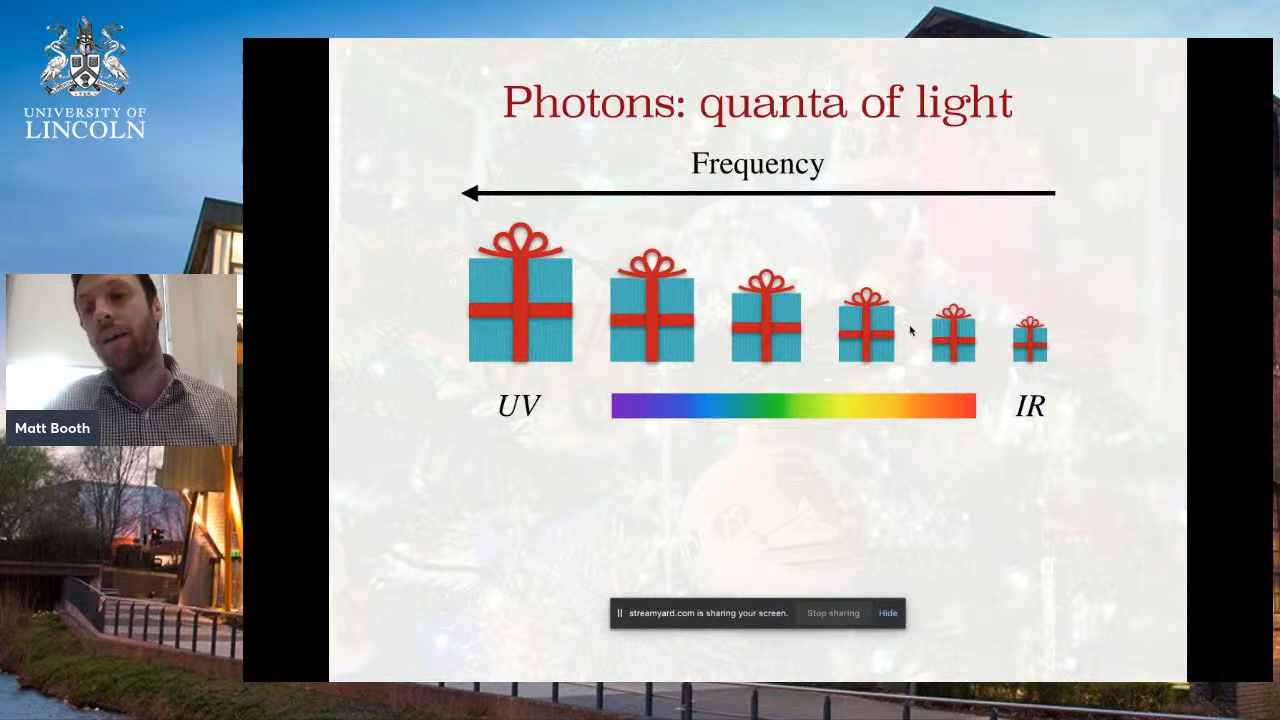 UNIVERSITY OF
LINCOLN
Photons: quanta of light
Frequency
UV
IR
Matt Booth
streamyard.com is sharing your screen.
Stop sharing
Hide